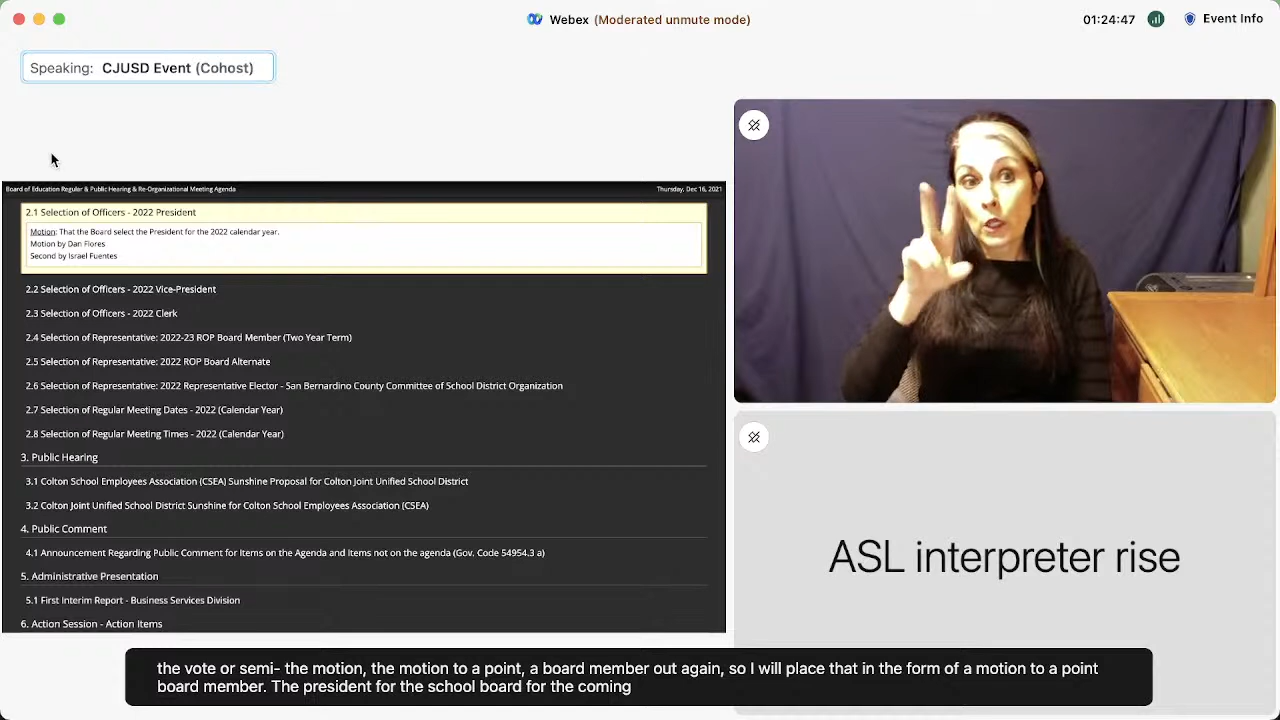 Webex (Moderated unmute mode)
01:24:47
Event Info
Speaking: CJUSD Event (Cohost)
Board of Education Regular & Public Hearing & Re-Organizational Meeting Agenda
Thursday, Dec 16, 2021
2.1 Selection of Officers - 2022 President
Motion: That the Board select the President for the 2022 calendar year.
Motion by Dan Flores
Second by Israel Fuentes
2.2 Selection of Officers - 2022 Vice-President
2.3 Selection of Officers - 2022 Clerk
2.4 Selection of Representative: 2022-23 ROP Board Member (Two Year Term)
2.5 Selection of Representative: 2022 ROP Board Alternate
2.6 Selection of Representative: 2022 Representative Elector - San Bernardino County Committee of School District Organization
2.7 Selection of Regular Meeting Dates - 2022 (Calendar Year)
2.8 Selection of Regular Meeting Times - 2022 (Calendar Year)
3. Public Hearing
3.1 Colton School Employees Association (CSEA) Sunshine Proposal for Colton Joint Unified School District
3.2 Colton Joint Unified School District Sunshine for Colton School Employees Association (CSEA)
4. Public Comment
4.1 Announcement Regarding Public Comment for Items on the Agenda and Items not on the agenda (Gov. Code 54954.3 a)
5. Administrative Presentation
5.1 First Interim Report - Business Services Division
6. Action Session - Action Items
ASL interpreter rise
the vote or semi- the motion, the motion to a point, a board member out again, so I will place that in the form of a motion to a point
board member. The president for the school board for the coming